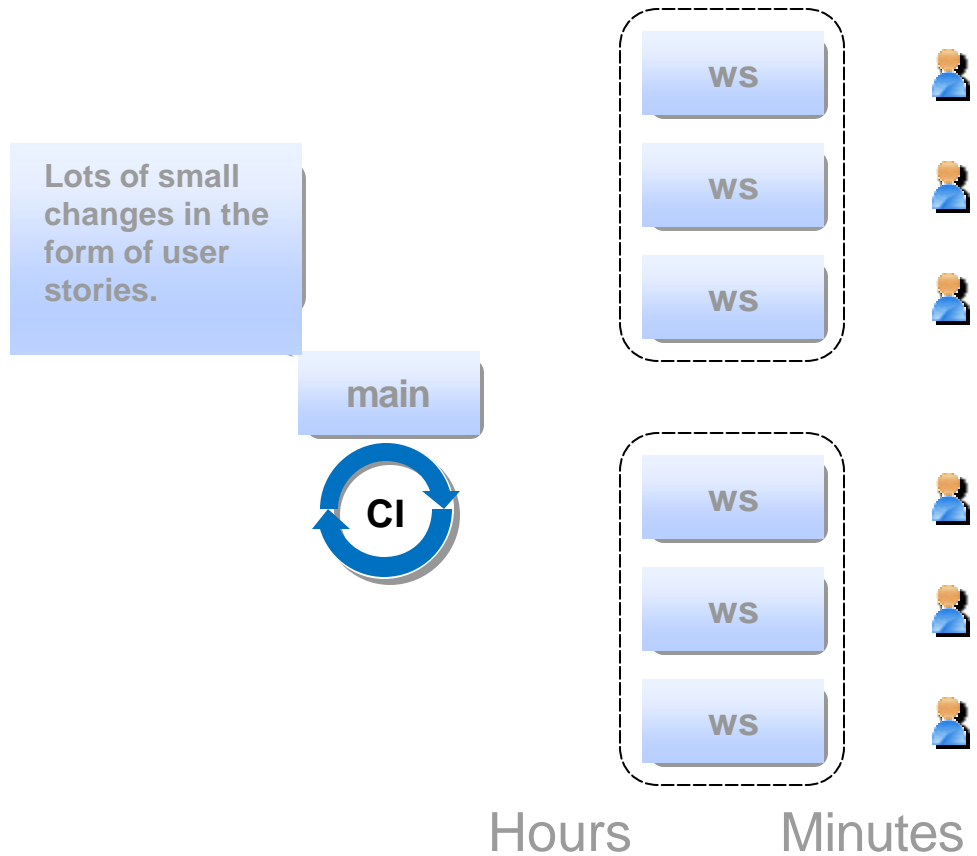 ws
ws
Lots of small
changes in the
form of user
stories.
ws
main
ws
CI
ws
ws
Hours Minutes